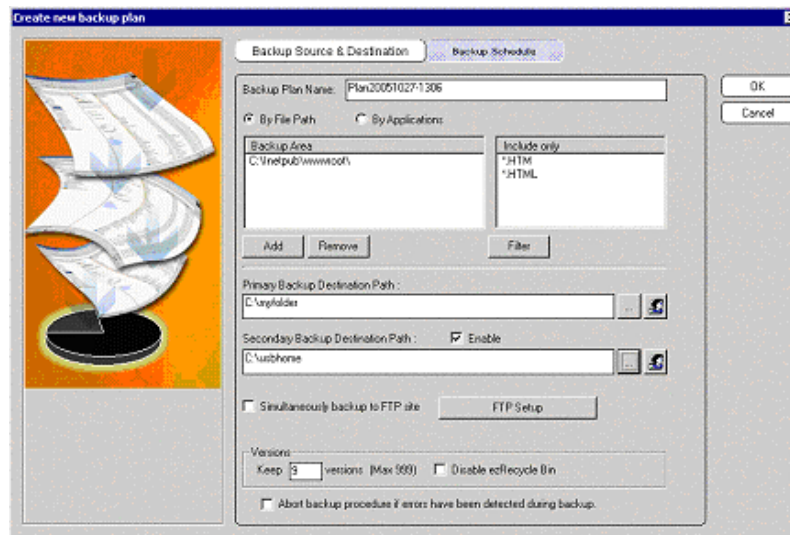 Create new backup plan
Backup Source & Destination
Backup Schedule
Backup Plan Name: Plan20051027-1306
OK
Cancel
By File Path
By Applications
Backup Area
Include only
C:\Inetpub\wwwroot\
*.HTM
*.HTML
Add
Remove
Filter
Primary Backup Destination Path :
C:\myfolder
...
Secondary Backup Destination Path :
Enable
C:\usbhome
...
Simultaneously backup to FTP site
FTP Setup
Versions
Keep 9 versions (Max 999)
Disable ezRecycle Bin
Abort backup procedure if errors have been detected during backup.